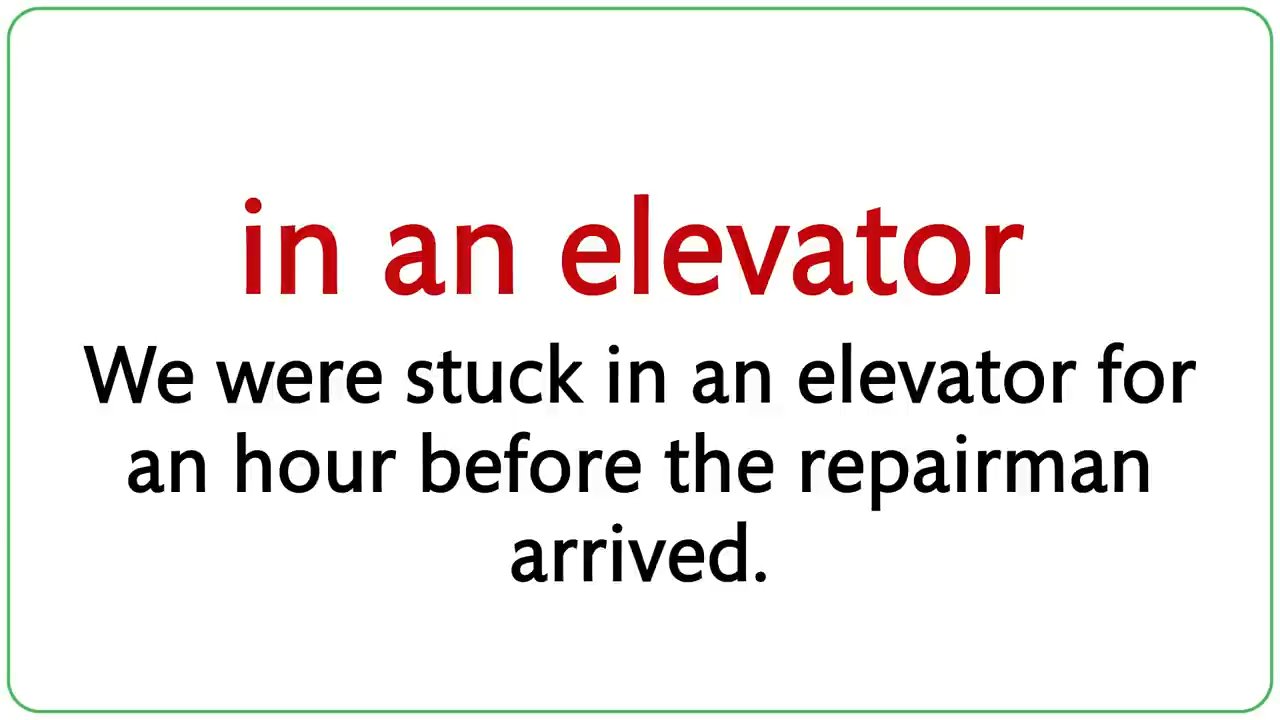 in an elevator
We were stuck in an elevator for
an hour before the repairman
arrived.